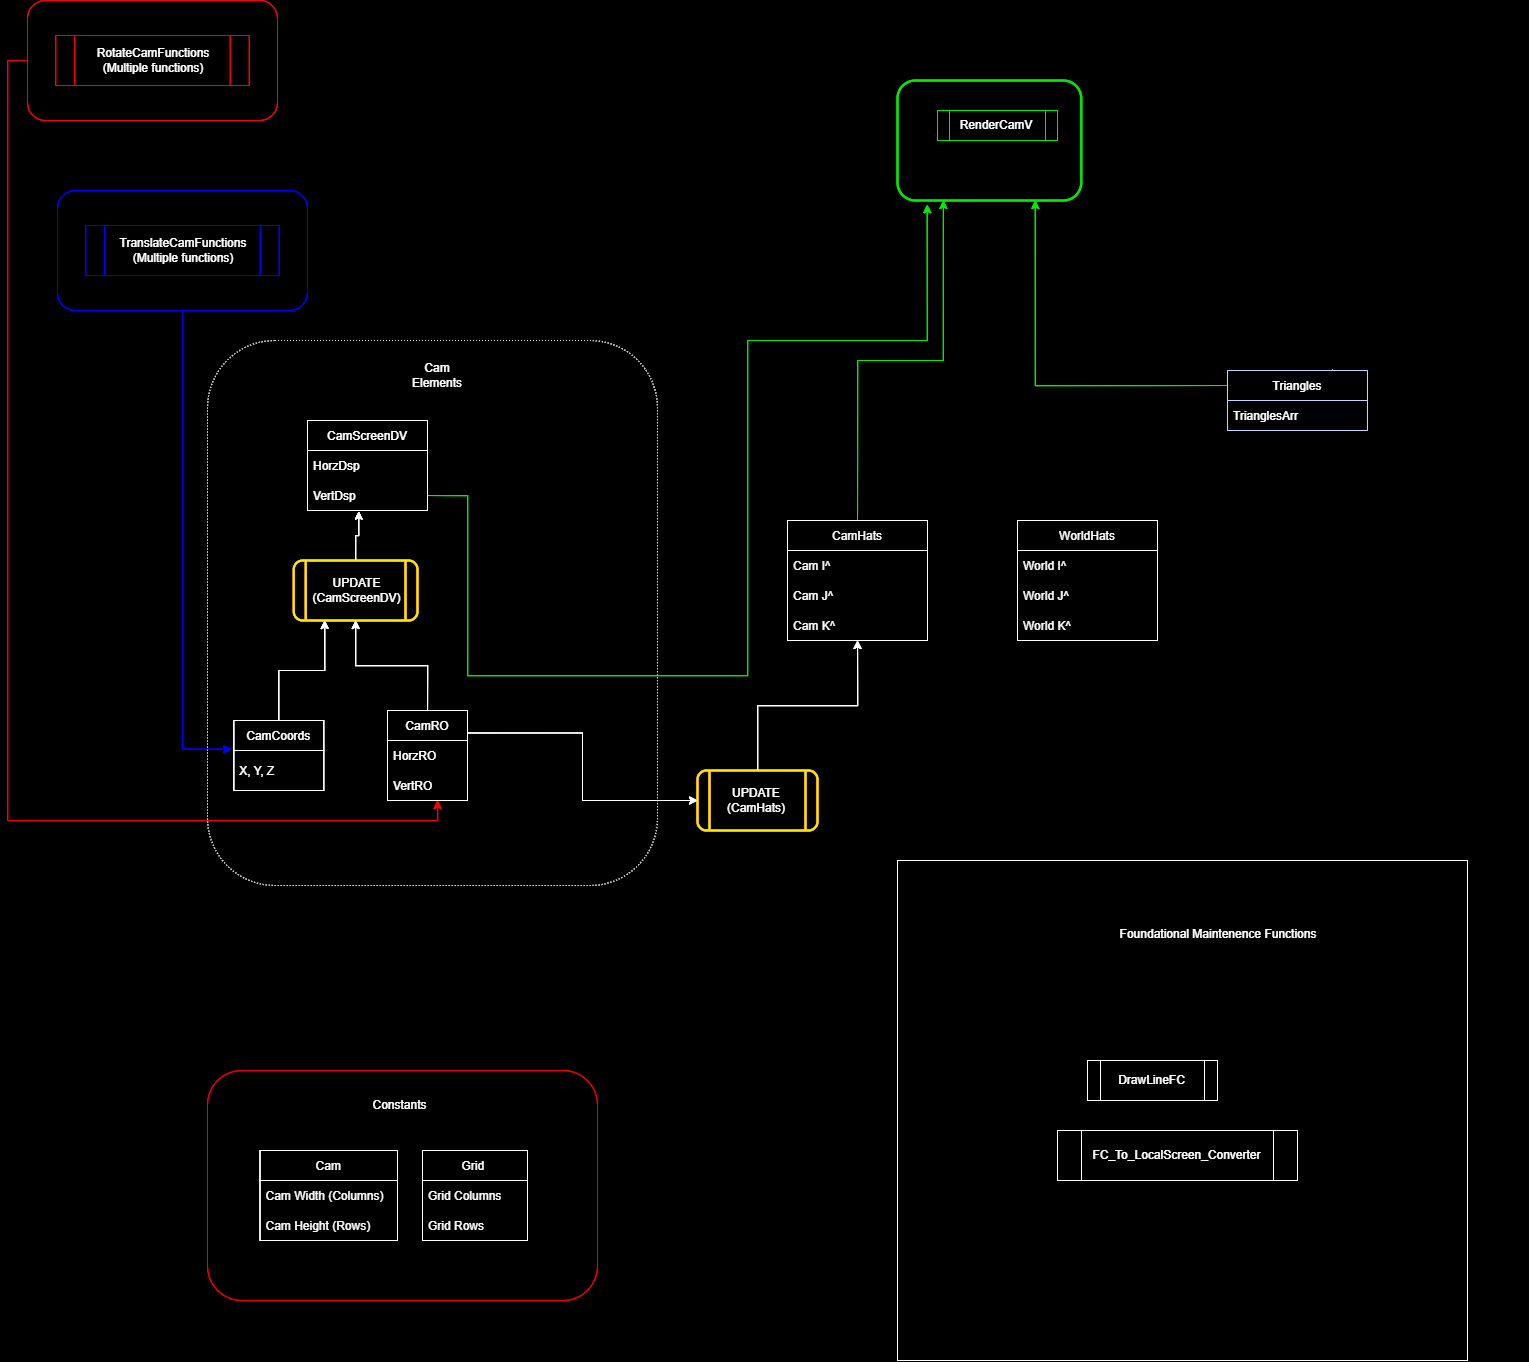 RotateCamFunctions
(Multiple functions)
RenderCamV
TranslateCamFunctions
(Multiple functions)
Cam
Elements
Triangles
TrianglesArr
CamScreenDV
HorzDsp
VertDsp
CamHats
Cam I^
Cam J^
Cam K^
WorldHats
World I^
World J^
World K^
UPDATE
(CamScreenDV)
CamCoords
X, Y, Z
CamRO
HorzRO
VertRO
UPDATE
(CamHats)
Foundational Maintenence Functions
DrawLineFC
FC_To_LocalScreen_Converter
Constants
Cam
Cam Width (Columns)
Cam Height (Rows)
Grid
Grid Columns
Grid Rows